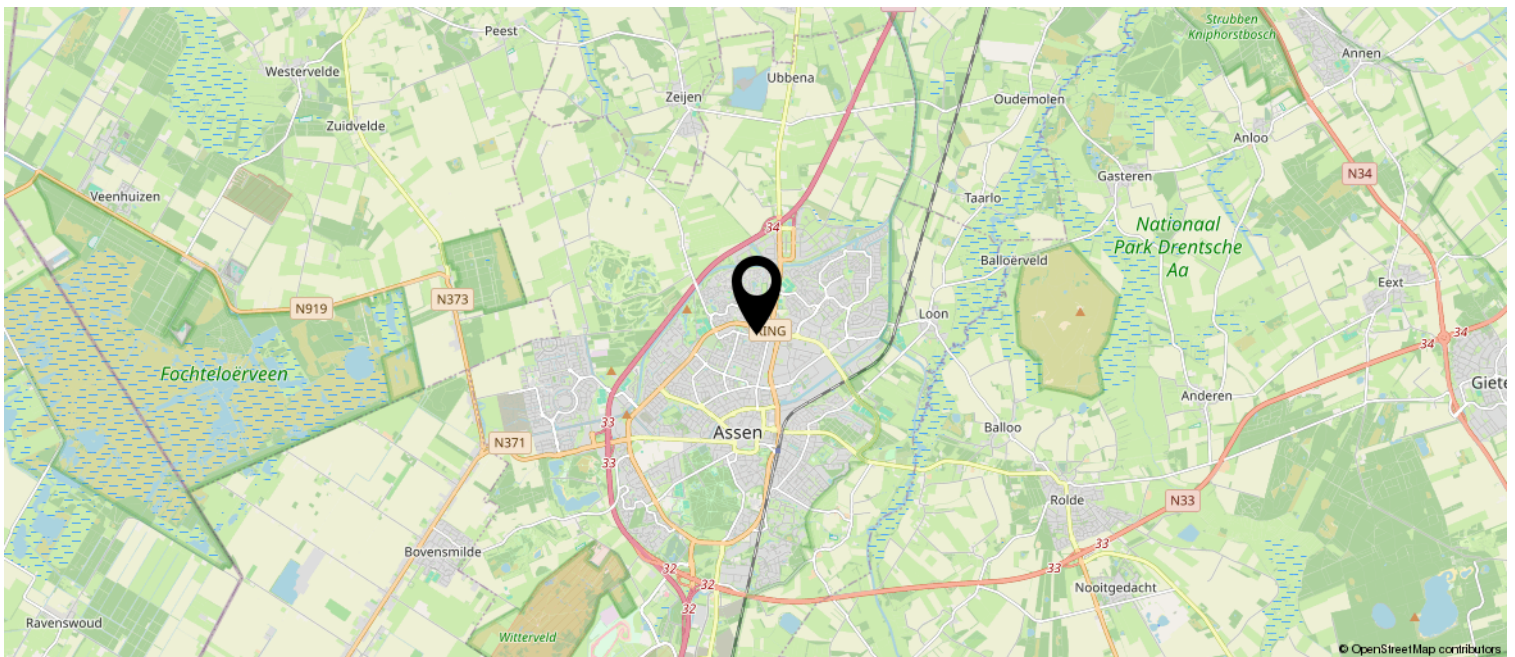 Peest
Strubben
Kniphorstbosch
Annen
Westervelde
Ubbena
Zeijen
Oudemolen
Zuidvelde
Anloo
N34
Gasteren
Veenhuizen
Taarlo
34
Nationaal
Park Drentsche
Aa
Balloërveld
Eext
N373
N919
Loon
RING
34
34
Fochteloërveen
Giete
Anderen
33
Assen
Balloo
N371
33
Rolde
N33
Bovensmilde
33
32
33
32
Nooitgedacht
32
Ravenswoud
Witterveld
© OpenStreetMap contributors